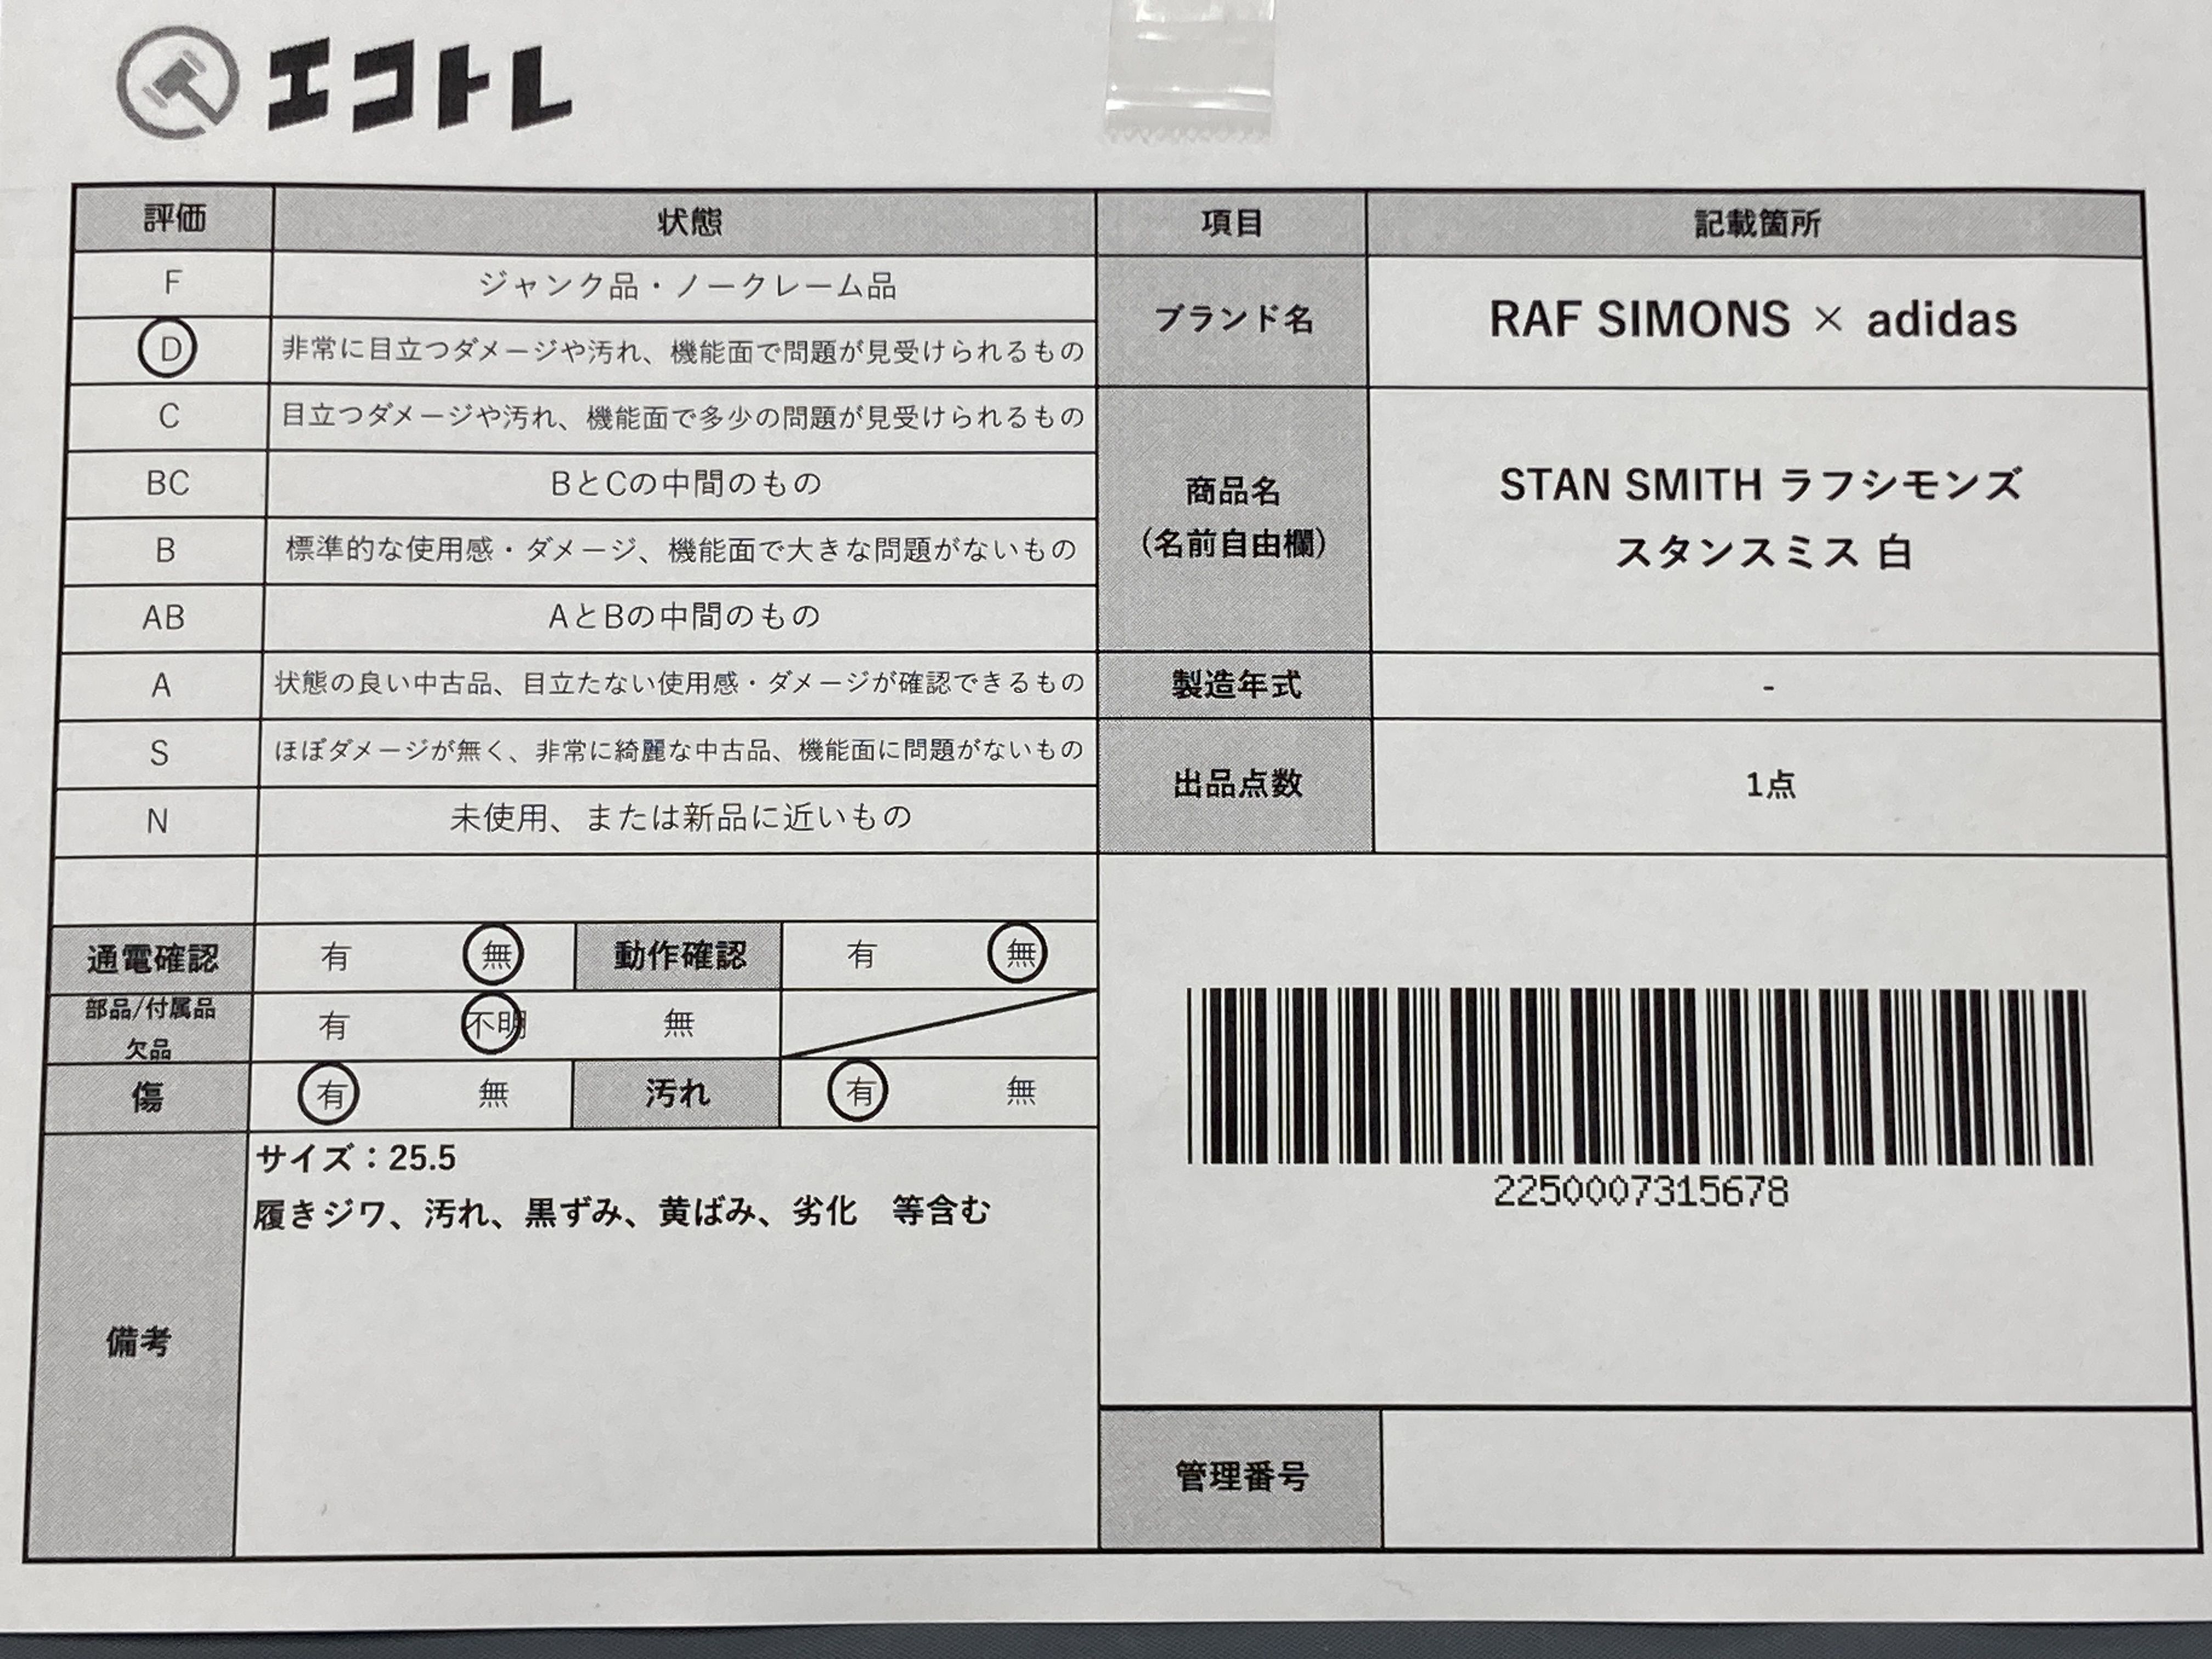 エコトレ
評価 状態 項目 記載箇所
F ジャンク品・ノークレーム品
D 非常に目立つダメージや汚れ、機能面で問題が見受けられるもの
ブランド名 RAF SIMONS × adidas
C 目立つダメージや汚れ、機能面で多少の問題が見受けられるもの
BC BとCの中間のもの
B 標準的な使用感・ダメージ、機能面で大きな問題がないもの
AB AとBの中間のもの
商品名
(名前自由欄)
STAN SMITH ラフシモンズ
スタンスミス 白
A 状態の良い中古品、目立たない使用感・ダメージが確認できるもの
製造年式 -
S ほぼダメージが無く、非常に綺麗な中古品、機能面に問題がないもの
N 未使用、または新品に近いもの
出品点数 1点
通電確認 有 無 動作確認 有 無
部品/付属品
欠品
有 不明 無
傷 有 無 汚れ 有 無
備考
サイズ：25.5
履きジワ、汚れ、黒ずみ、黄ばみ、劣化　等含む
2250007315678
管理番号